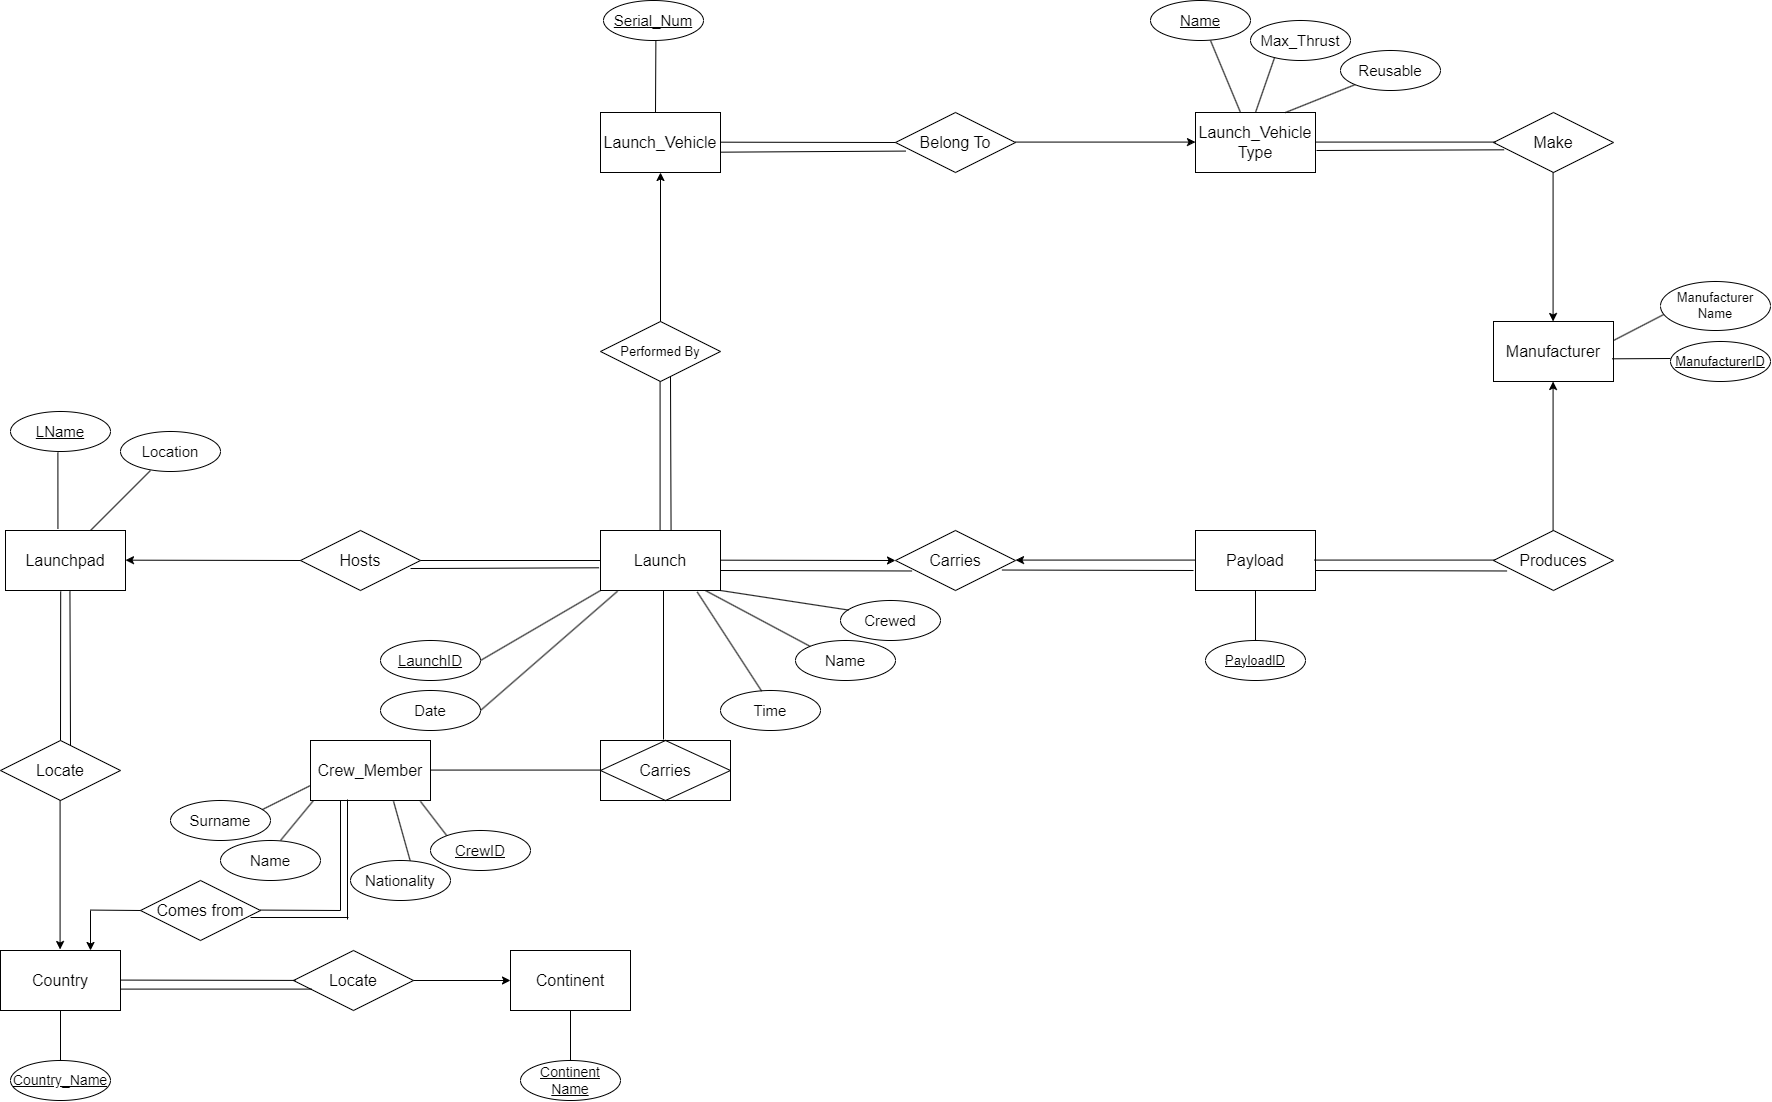 Serial_Num
Name
Max_Thrust
Reusable
Launch_Vehicle
Belong To
Launch_Vehicle
Type
Make
Manufacturer
Name
Performed By
Manufacturer
ManufacturerID
LName
Location
Launchpad
Hosts
Launch
Carries
Payload
Produces
Crewed
LaunchID
Name
PayloadID
Date
Time
Locate
Crew_Member
Carries
Surname
Name
CrewID
Nationality
Comes from
Country
Locate
Continent
Country_Name
Continent
Name